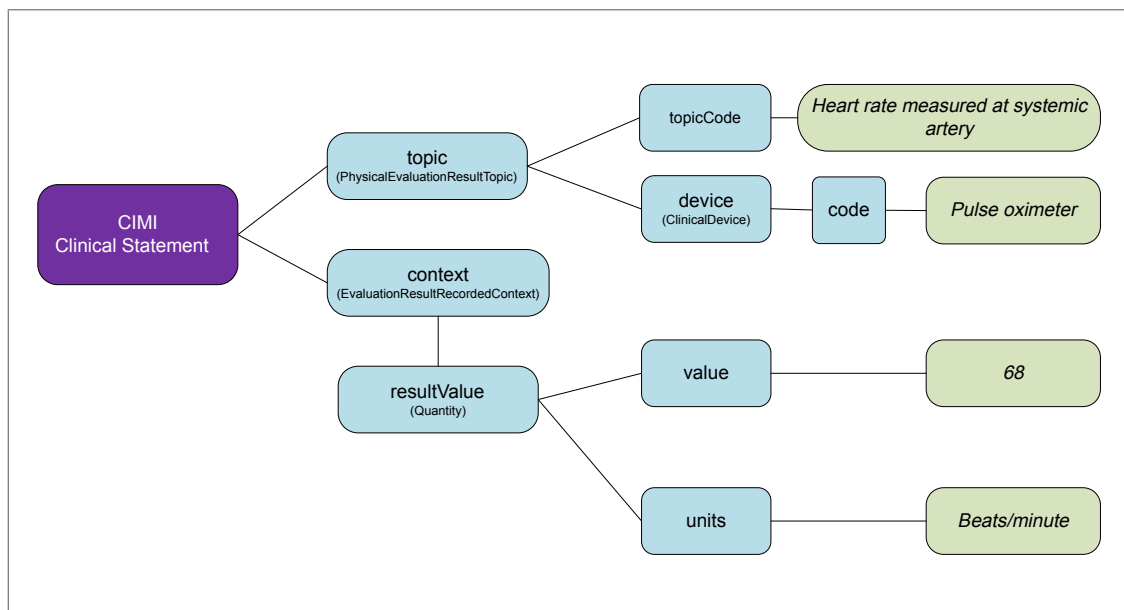 CIMI
Clinical Statement
topic
(PhysicalEvaluationResultTopic)
topicCode
Heart rate measured at systemic
artery
device
(ClinicalDevice)
code
Pulse oximeter
context
(EvaluationResultRecordedContext)
resultValue
(Quantity)
value
68
units
Beats/minute